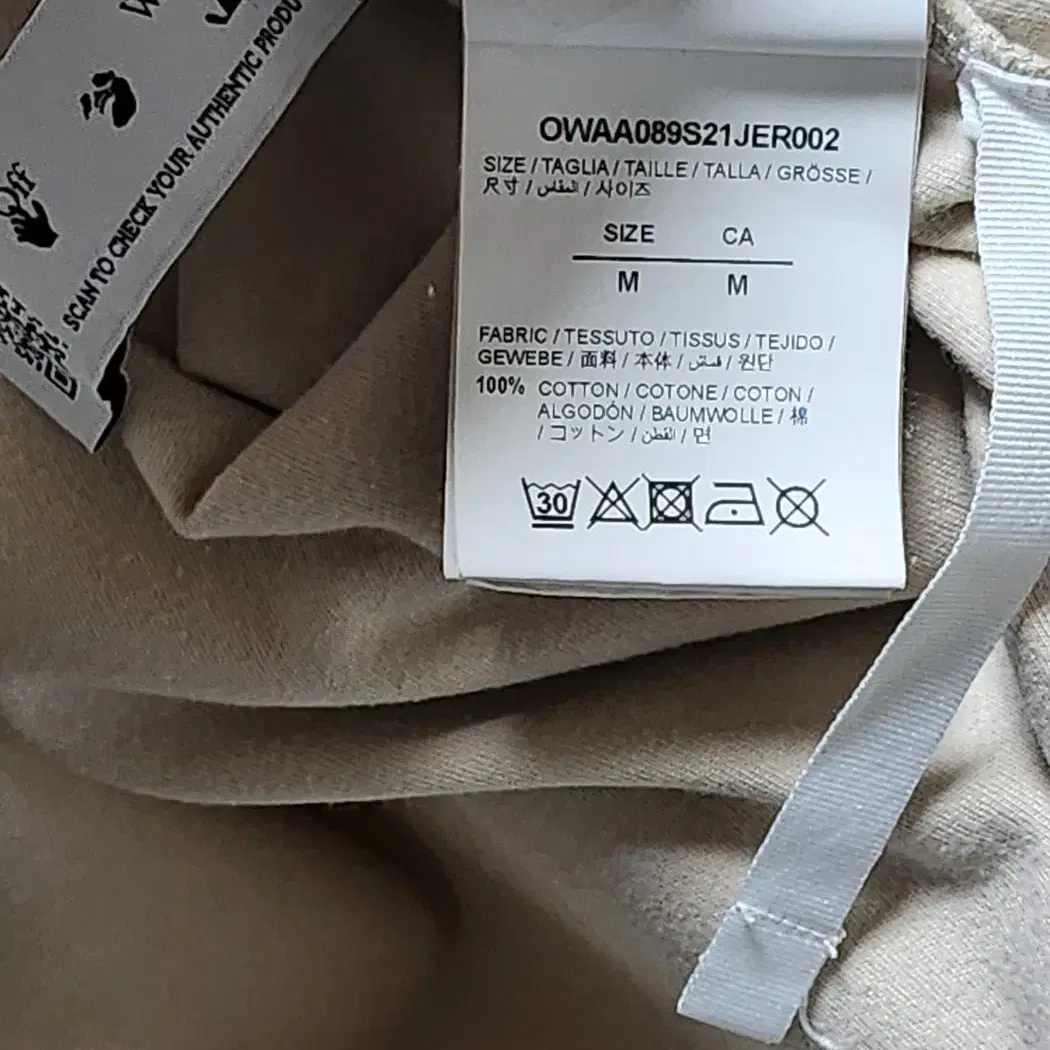 Off
SCAN TO CHECK YOUR AUTHENTIC PRODU
OWAA089S21JER002
SIZE / TAGLIA / TAILLE / TALLA / GRÖSSE /
尺寸 / المقاس / 사이즈
SIZE CA
M M
FABRIC / TESSUTO / TISSUS / TEJIDO /
GEWEBE / 面料 / 本体 / قماش / 원단
100% COTTON / COTONE / COTON /
ALGODÓN / BAUMWOLLE / 棉
/ コットン / القطن / 면
30